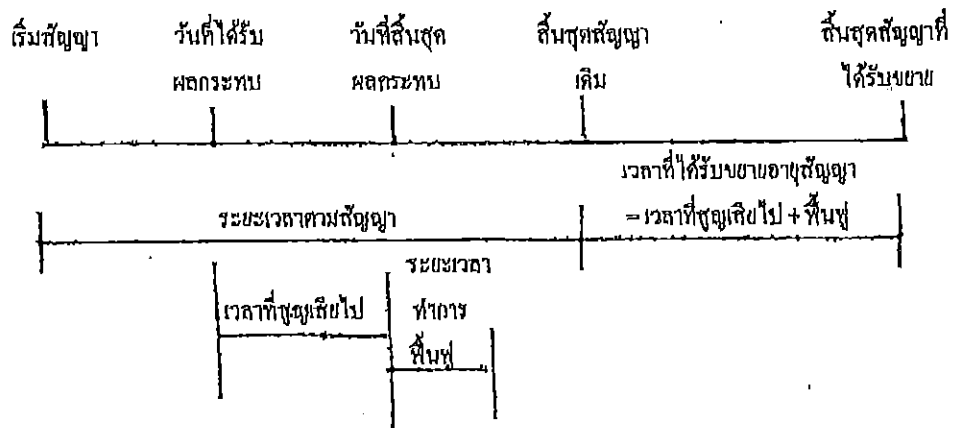 เริ่มสัญญา วันที่ได้รับ วันที่สิ้นสุด สิ้นสุดสัญญา สิ้นสุดสัญญาที่
ผลกระทบ ผลกระทบ เดิม ได้รับขยาย
เวลาที่ได้รับขยายอายุสัญญา
ระยะเวลาตามสัญญา =เวลาที่สูญเสียไป + ฟื้นฟู
ระยะเวลา
เวลาที่สูญเสียไป ทำการ
ฟื้นฟู